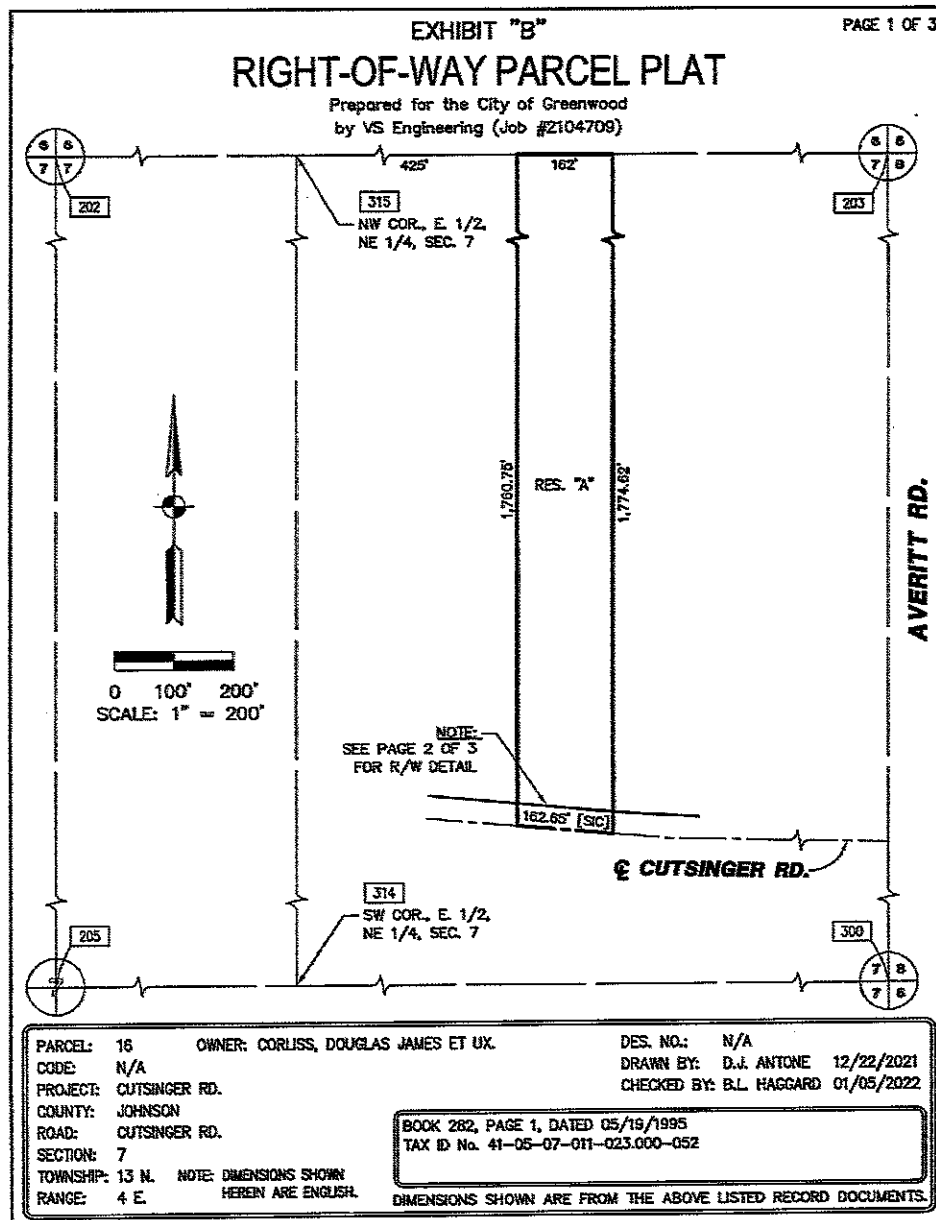 EXHIBIT "B"
PAGE 1 OF 3
RIGHT-OF-WAY PARCEL PLAT
Prepared for the City of Greenwood
by VS Engineering (Job #2104709)
6 6
7 7
425'
162'
6 6
7 8
202
315
NW COR., E. 1/2,
NE 1/4, SEC. 7
203
1,760.75'
RES. "A"
1,774.62'
AVERITT RD.
0 100' 200'
SCALE: 1" = 200'
NOTE:
SEE PAGE 2 OF 3
FOR R/W DETAIL
162.65' [SIC]
℄ CUTSINGER RD.
314
SW COR., E. 1/2,
NE 1/4, SEC. 7
205
300
7 8
7 8
PARCEL: 16 OWNER: CORLISS, DOUGLAS JAMES ET UX.
CODE: N/A
PROJECT: CUTSINGER RD.
COUNTY: JOHNSON
ROAD: CUTSINGER RD.
SECTION: 7
TOWNSHIP: 13 N. NOTE: DIMENSIONS SHOWN
RANGE: 4 E. HEREIN ARE ENGLISH.
DES. NO.: N/A
DRAWN BY: D.J. ANTONE 12/22/2021
CHECKED BY: B.L. HAGGARD 01/05/2022
BOOK 282, PAGE 1, DATED 05/19/1995
TAX ID No. 41-05-07-011-023.000-052
DIMENSIONS SHOWN ARE FROM THE ABOVE LISTED RECORD DOCUMENTS.